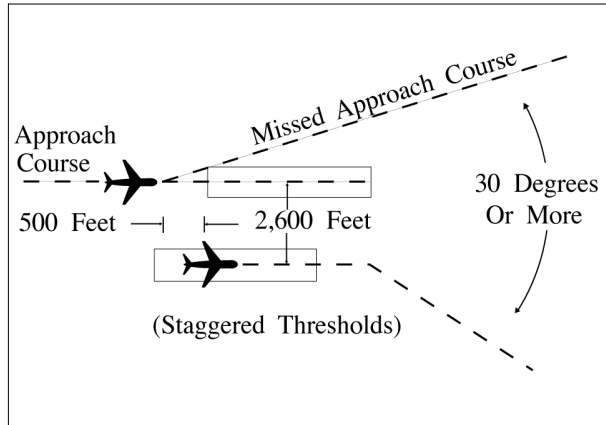 Missed Approach Course
Approach
Course
30 Degrees
Or More
500 Feet
2,600 Feet
(Staggered Thresholds)